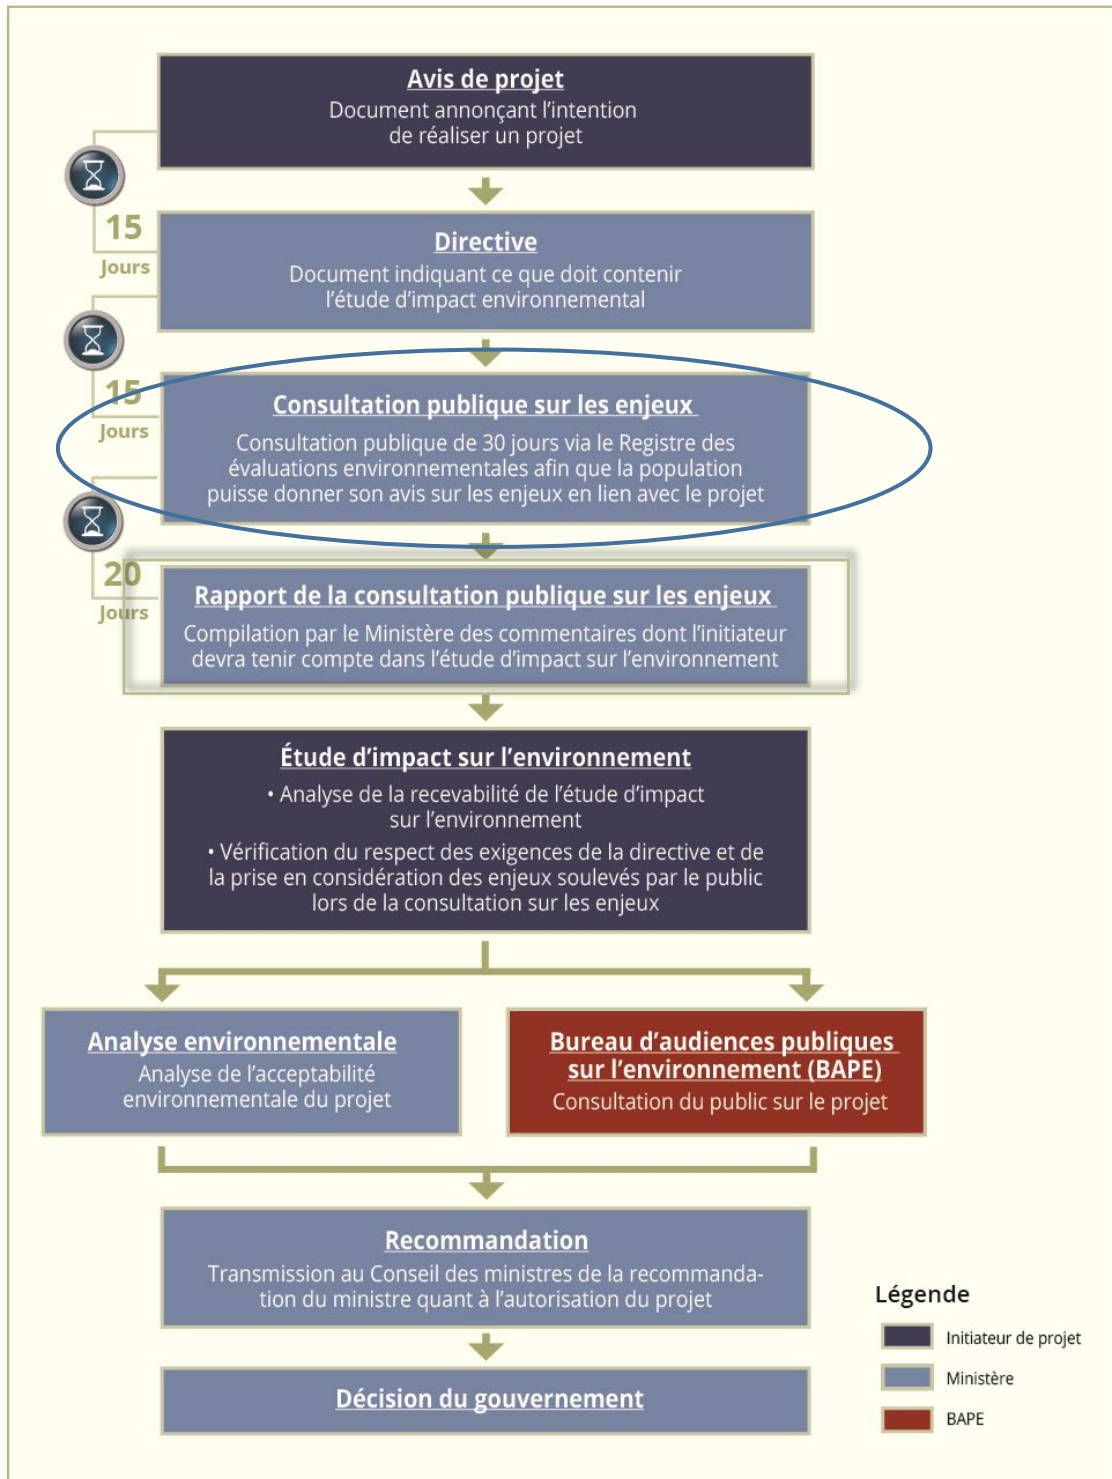 Avis de projet
Document annonçant l'intention
de réaliser un projet
15
Jours
Directive
Document indiquant ce que doit contenir
l'étude d'impact environnemental
15
Jours
Consultation publique sur les enjeux
Consultation publique de 30 jours via le Registre des
évaluations environnementales afin que la population
puisse donner son avis sur les enjeux en lien avec le projet
20
Jours
Rapport de la consultation publique sur les enjeux
Compilation par le Ministère des commentaires dont l'initiateur
devra tenir compte dans l'étude d'impact sur l'environnement
Étude d'impact sur l'environnement
• Analyse de la recevabilité de l'étude d'impact
sur l'environnement
• Vérification du respect des exigences de la directive et de
la prise en considération des enjeux soulevés par le public
lors de la consultation sur les enjeux
Analyse environnementale
Analyse de l'acceptabilité
environnementale du projet
Bureau d'audiences publiques
sur l'environnement (BAPE)
Consultation du public sur le projet
Recommandation
Transmission au Conseil des ministres de la recommanda-
tion du ministre quant à l'autorisation du projet
Décision du gouvernement
Légende
Initiateur de projet
Ministère
BAPE